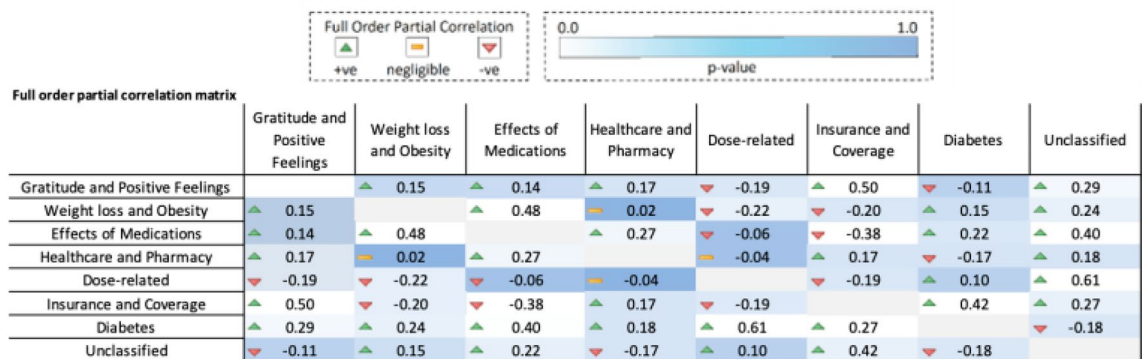 Full Order Partial Correlation
+ve negligible -ve
0.0 1.0
p-value
Full order partial correlation matrix
Gratitude and Positive Feelings Weight loss and Obesity Effects of Medications Healthcare and Pharmacy Dose-related Insurance and Coverage Diabetes Unclassified
Gratitude and Positive Feelings 0.15 0.14 0.17 -0.19 0.50 -0.11 0.29
Weight loss and Obesity 0.15 0.48 0.02 -0.22 -0.20 0.15 0.24
Effects of Medications 0.14 0.48 0.27 -0.06 -0.38 0.22 0.40
Healthcare and Pharmacy 0.17 0.02 0.27 -0.04 0.17 -0.17 0.18
Dose-related -0.19 -0.22 -0.06 -0.04 -0.19 0.10 0.61
Insurance and Coverage 0.50 -0.20 -0.38 0.17 -0.19 0.42 0.27
Diabetes 0.29 0.24 0.40 0.18 0.61 0.27 -0.18
Unclassified -0.11 0.15 0.22 -0.17 0.10 0.42 -0.18